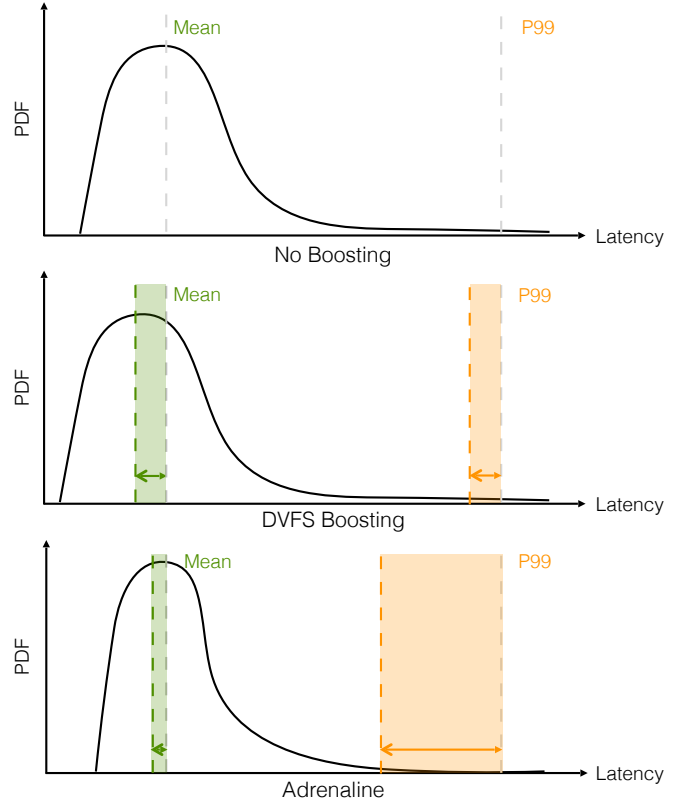 Mean
P99
PDF
Latency
No Boosting
Mean
P99
PDF
Latency
DVFS Boosting
Mean
P99
PDF
Latency
Adrenaline